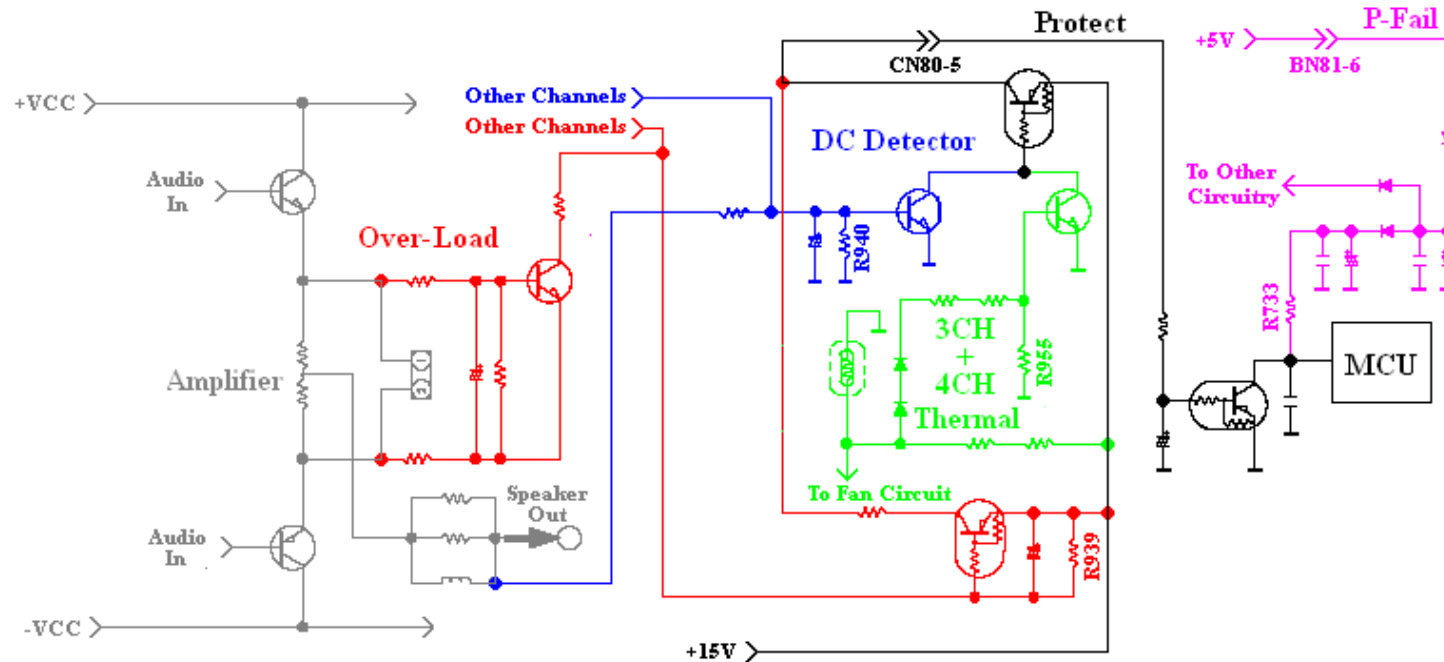 Protect
P-Fail
+5V
CN80-5
BN81-6
+VCC
Other Channels
Other Channels
DC Detector
Audio
In
To Other
Circuitry
Over-Load
R940
R733
3CH
+
4CH
R955
MCU
Amplifier
1
2
Thermal
To Fan Circuit
Speaker
Out
Audio
In
R939
-VCC
+15V